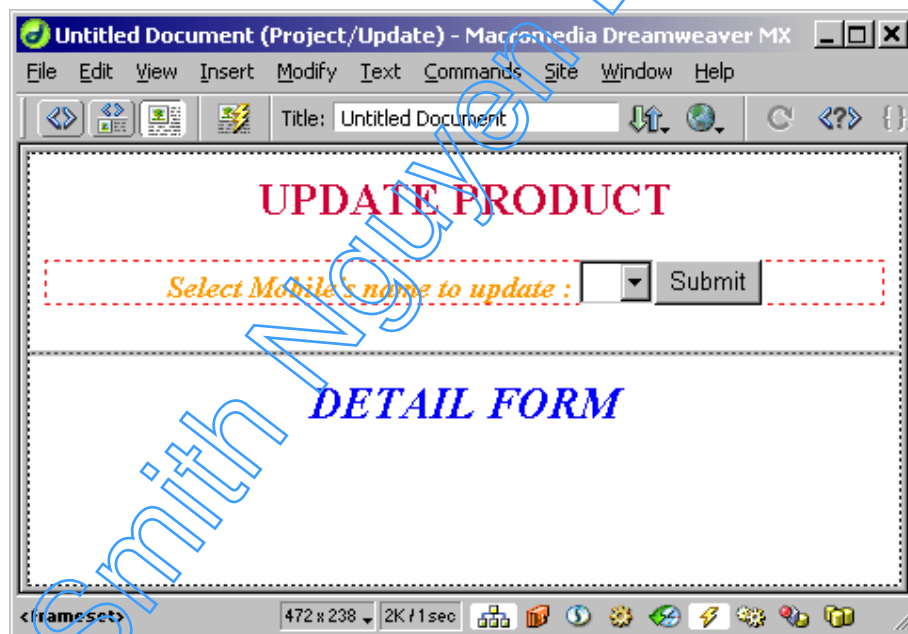 Untitled Document (Project/Update) - Macromedia Dreamweaver MX
File Edit View Insert Modify Text Commands Site Window Help
Title: Untitled Document
UPDATE PRODUCT
Select Mobile's name to update : Submit
DETAIL FORM
<frameset> 472 x 238 2K / 1 sec
Smith Nguyen